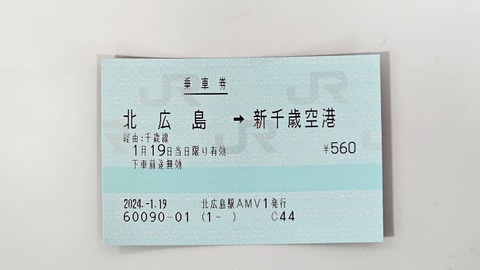 乗車券
北広島 → 新千歳空港
経由:千歳線
1月19日当日限り有効
¥560
下車前途無効
2024.-1.19 北広島駅AMV1発行
60090-01 (1- ) C44